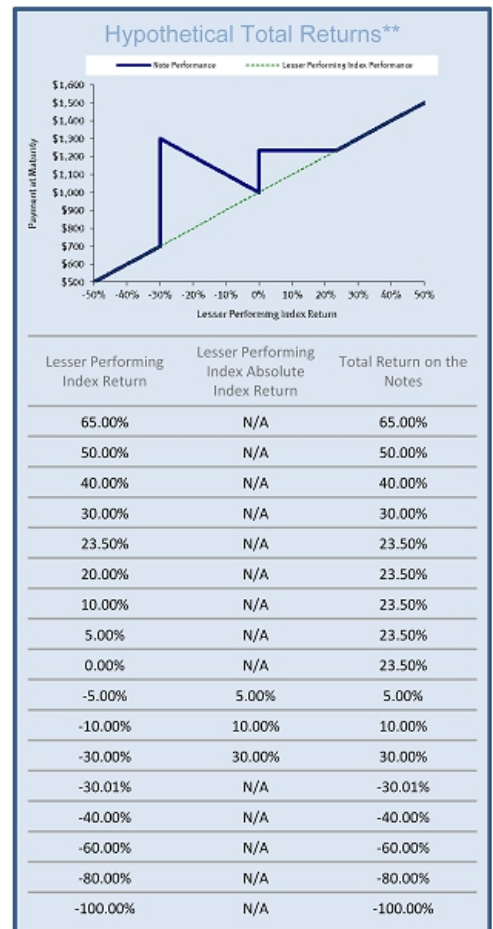 Hypothetical Total Returns**
Note Performance Lesser Performing Index Performance
$1,600
$1,500
$1,400
$1,300
$1,200
$1,100
$1,000
$900
$800
$700
$600
$500
Payment at Maturity
-50% -40% -30% -20% -10% 0% 10% 20% 30% 40% 50%
Lesser Performing Index Return
Lesser Performing Index Return Lesser Performing Index Absolute Index Return Total Return on the Notes
65.00% N/A 65.00%
50.00% N/A 50.00%
40.00% N/A 40.00%
30.00% N/A 30.00%
23.50% N/A 23.50%
20.00% N/A 23.50%
10.00% N/A 23.50%
5.00% N/A 23.50%
0.00% N/A 23.50%
-5.00% 5.00% 5.00%
-10.00% 10.00% 10.00%
-30.00% 30.00% 30.00%
-30.01% N/A -30.01%
-40.00% N/A -40.00%
-60.00% N/A -60.00%
-80.00% N/A -80.00%
-100.00% N/A -100.00%